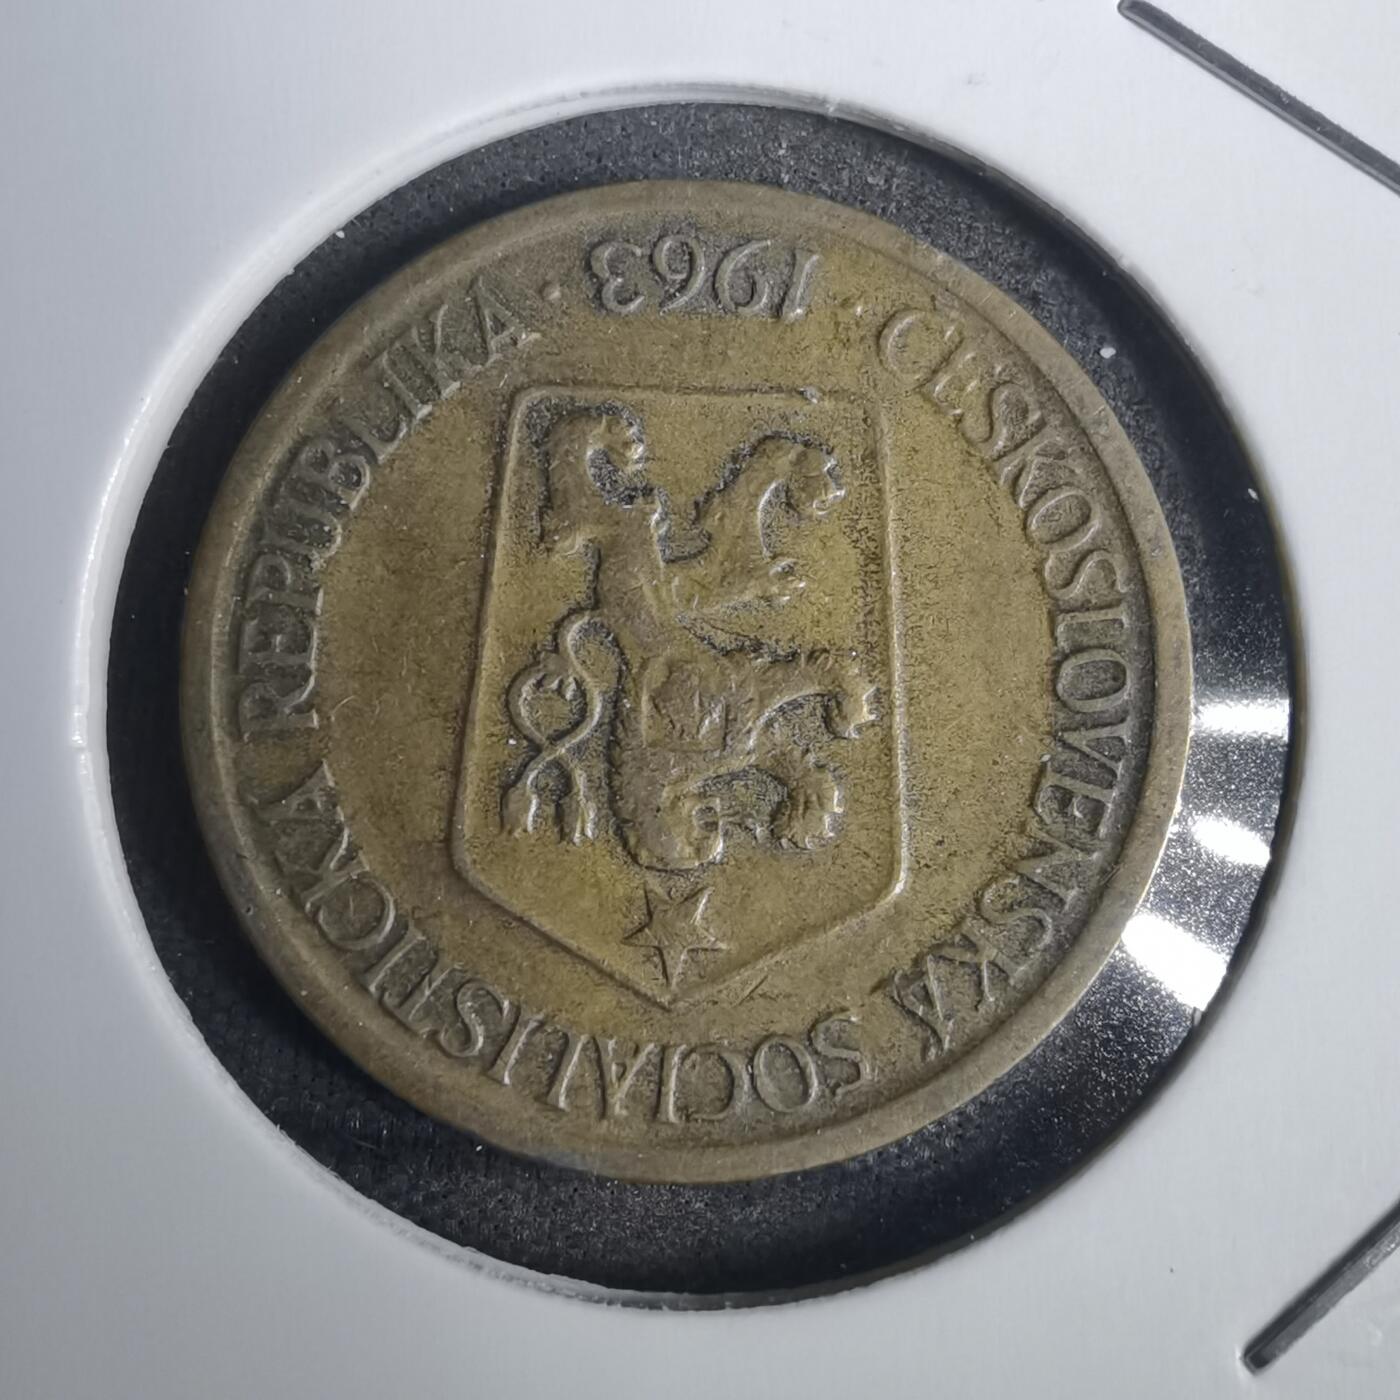 ČESKOSLOVENSKÁ SOCIALISTICKÁ REPUBLIKA · 1963 ·